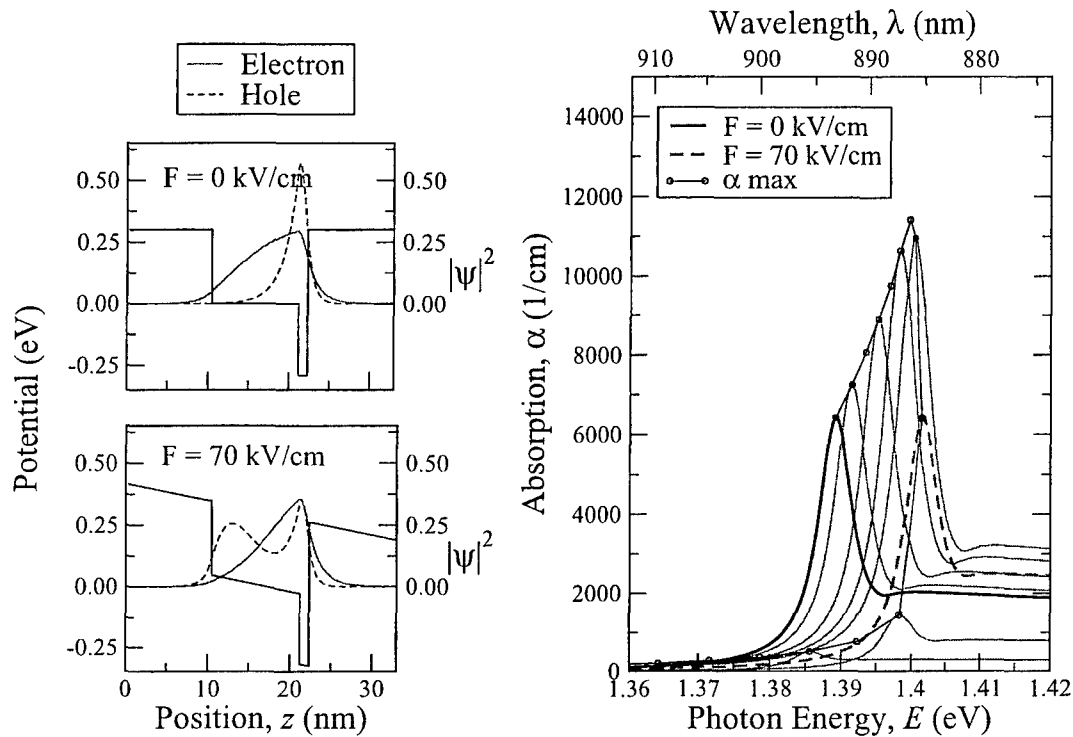 Electron
Hole
F = 0 kV/cm
0.50
0.25
0.00
-0.25
0.50
0.25
0.00
|ψ|²
F = 70 kV/cm
0.50
0.25
0.00
-0.25
0.50
0.25
0.00
|ψ|²
0
10
20
30
Potential (eV)
Position, z (nm)
Wavelength, λ (nm)
910
900
890
880
F = 0 kV/cm
F = 70 kV/cm
α max
14000
12000
10000
8000
6000
4000
2000
0
Absorption, α (1/cm)
1.36
1.37
1.38
1.39
1.4
1.41
1.42
Photon Energy, E (eV)